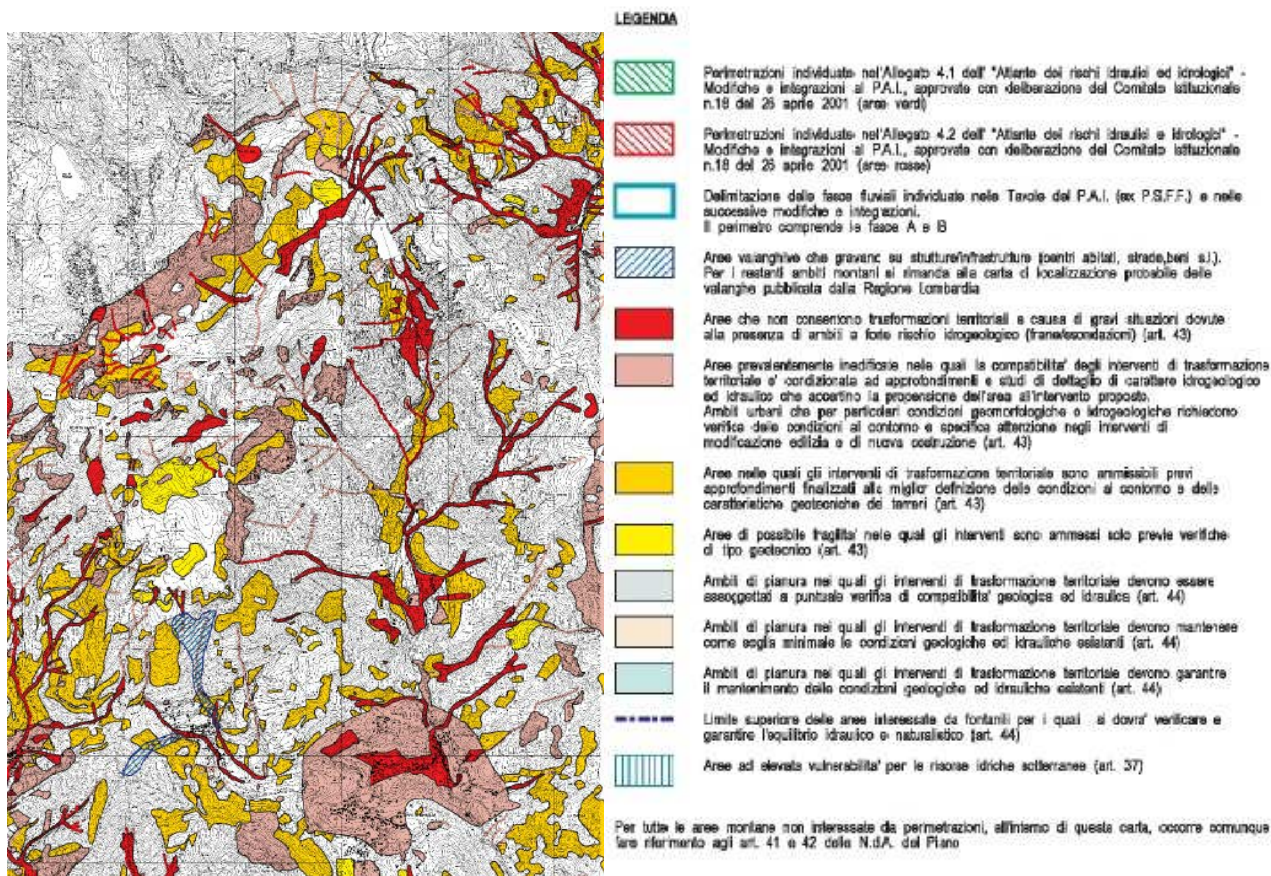 LEGENDA
Perimetrazioni individuate nell'Allegato 4.1 dell' "Atlante dei rischi idraulici ed idrologici" -
Modifiche e integrazioni al P.A.I., approvate con deliberazione del Comitato Istituzionale
n.18 del 26 aprile 2001 (aree verdi)
Perimetrazioni individuate nell'Allegato 4.2 dell' "Atlante dei rischi idraulici e idrologici" -
Modifiche e integrazioni al P.A.I., approvate con deliberazione del Comitato Istituzionale
n.18 del 26 aprile 2001 (aree rosse)
Delimitazione delle fasce fluviali individuate nelle Tavole del P.A.I. (ex P.S.F.F.) e nelle
successive modifiche e integrazioni.
Il perimetro comprende le fasce A e B
Aree valanghive che gravano su strutture/infrastrutture (centri abitati, strade,beni s.l.).
Per i restanti ambiti montani si rimanda alla carta di localizzazione probabile delle
valanghe pubblicata dalla Regione Lombardia
Aree che non consentono trasformazioni territoriali a causa di gravi situazioni dovute
alla presenza di ambiti a forte rischio idrogeologico (frane/esondazioni) (art. 43)
Aree prevalentemente inedificate nelle quali la compatibilita' degli interventi di trasformazione
territoriale e' condizionata ad approfondimenti e studi di dettaglio di carattere idrogeologico
ed idraulico che accertino la propensione dell'area all'intervento proposto.
Ambiti urbani che per particolari condizioni geomorfologiche o idrogeologiche richiedono
verifica delle condizioni al contorno e specifica attenzione negli interventi di
modificazione edilizia e di nuova costruzione (art. 43)
Aree nelle quali gli interventi di trasformazione territoriale sono ammissibili previ
approfondimenti finalizzati alla miglior definizione delle condizioni al contorno e delle
caratteristiche geotecniche dei terreni (art. 43)
Aree di possibile fragilita' nelle quali gli interventi sono ammessi solo previe verifiche
di tipo geotecnico (art. 43)
Ambiti di pianura nei quali gli interventi di trasformazione territoriale devono essere
assoggettati a puntuale verifica di compatibilita' geologica ed idraulica (art. 44)
Ambiti di pianura nei quali gli interventi di trasformazione territoriale devono mantenere
come soglia minimale le condizioni geologiche ed idrauliche esistenti (art. 44)
Ambiti di pianura nei quali gli interventi di trasformazione territoriale devono garantire
il mantenimento delle condizioni geologiche ed idrauliche esistenti (art. 44)
Limite superiore delle aree interessate da fontanili per i quali si dovra' verificare e
garantire l'equilibrio idraulico e naturalistico (art. 44)
Aree ad elevata vulnerabilita' per le risorse idriche sotterranee (art. 37)
Per tutte le aree montane non interessate da perimetrazioni, all'interno di questa carta, occorre comunque
fare riferimento agli art. 41 e 42 delle N.d.A. del Piano